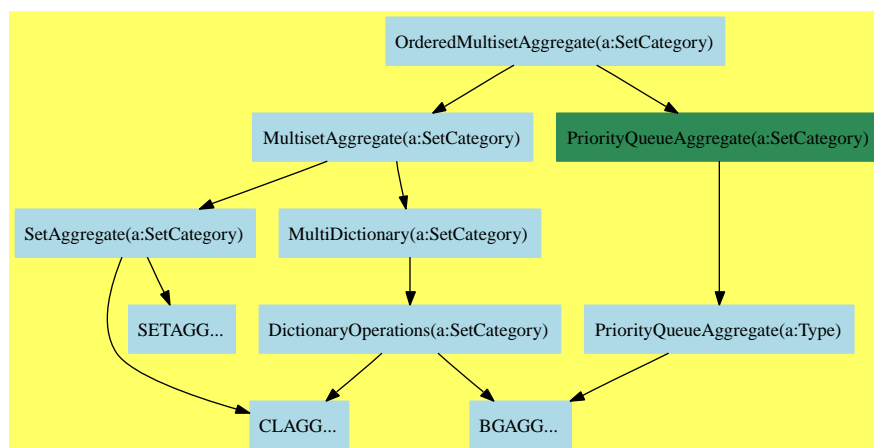 OrderedMultisetAggregate(a:SetCategory)
MultisetAggregate(a:SetCategory)
PriorityQueueAggregate(a:SetCategory)
SetAggregate(a:SetCategory)
MultiDictionary(a:SetCategory)
SETAGG...
DictionaryOperations(a:SetCategory)
PriorityQueueAggregate(a:Type)
CLAGG...
BGAGG...